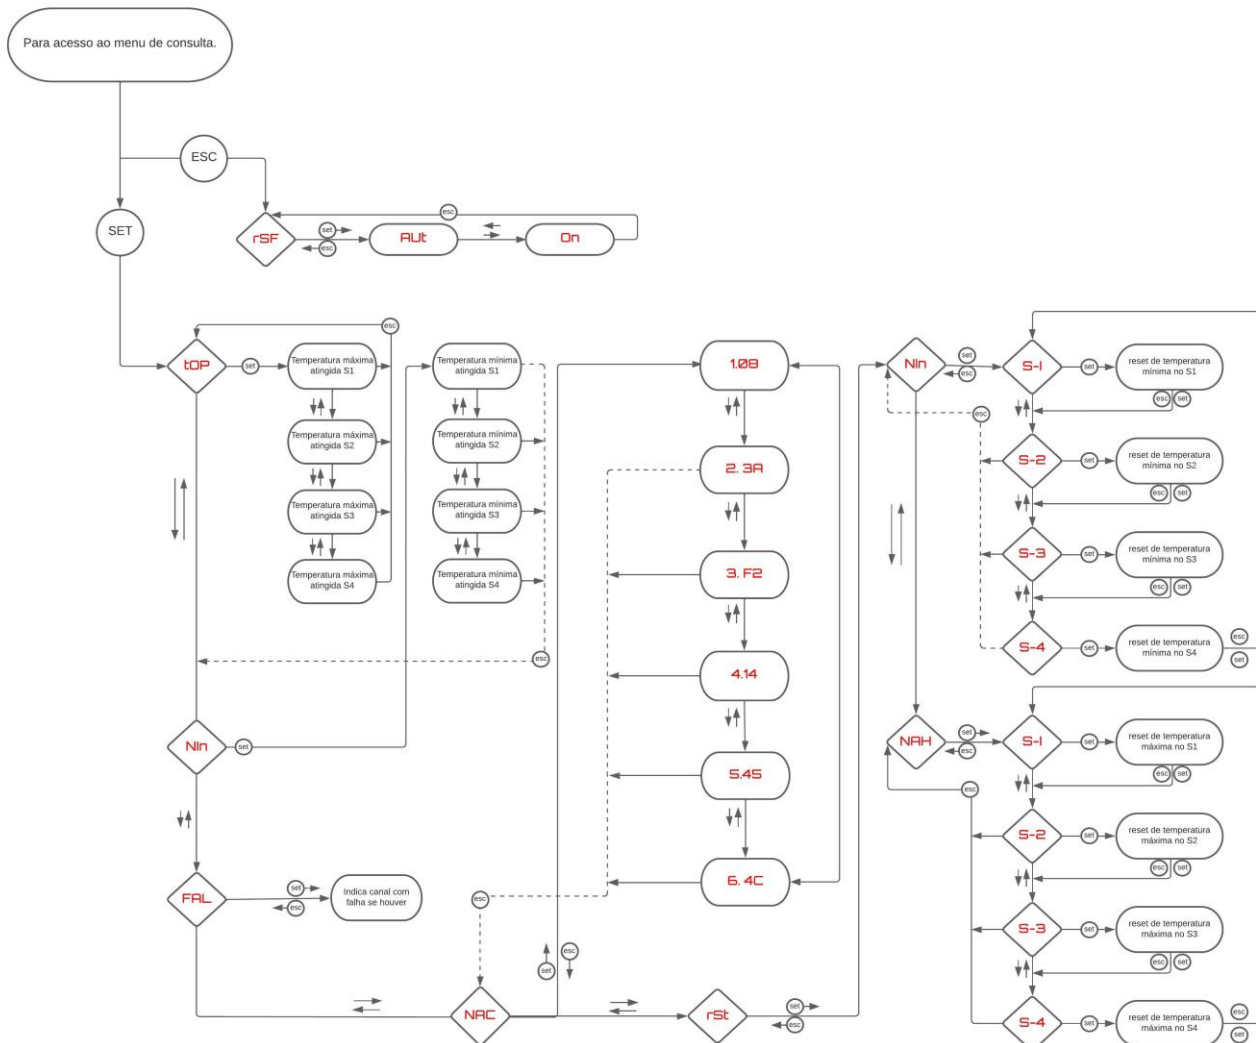 Para acesso ao menu de consulta.
ESC
SET
esc
rSF
set
esc
AUt
On
esc
tOP
set
Temperatura máxima
atingida S1
Temperatura máxima
atingida S2
Temperatura máxima
atingida S3
Temperatura máxima
atingida S4
Temperatura mínima
atingida S1
Temperatura mínima
atingida S2
Temperatura mínima
atingida S3
Temperatura mínima
atingida S4
esc
NIn
set
FAL
set
esc
Indica canal com
falha se houver
esc
set
esc
NAC
1.08
2. 3A
3. F2
4.14
5.45
6. 4C
rSt
set
esc
NIn
set
esc
esc
S-1
set
reset de temperatura
mínima no S1
esc
set
S-2
set
reset de temperatura
mínima no S2
esc
set
S-3
set
reset de temperatura
mínima no S3
esc
set
S-4
set
reset de temperatura
mínima no S4
esc
set
NAH
set
esc
esc
S-1
set
reset de temperatura
máxima no S1
esc
set
S-2
set
reset de temperatura
máxima no S2
esc
set
S-3
set
reset de temperatura
máxima no S3
esc
set
S-4
set
reset de temperatura
máxima no S4
esc
set